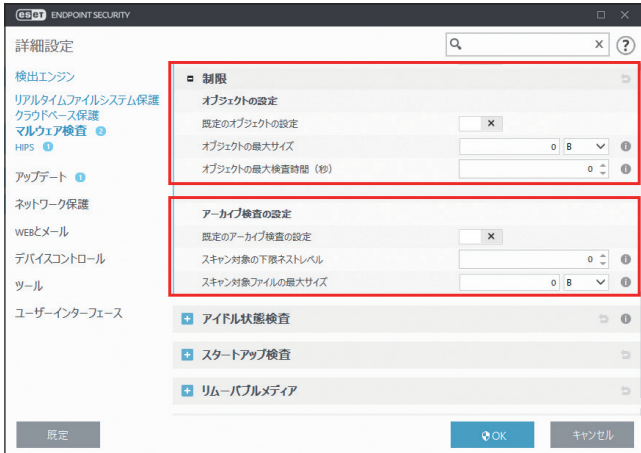 eset ENDPOINT SECURITY
詳細設定
検出エンジン
リアルタイムファイルシステム保護
クラウドベース保護
マルウェア検査 2
HIPS 1
アップデート 1
ネットワーク保護
WEBとメール
デバイスコントロール
ツール
ユーザーインターフェース
制限
オブジェクトの設定
既定のオブジェクトの設定
オブジェクトの最大サイズ 0 B
オブジェクトの最大検査時間(秒) 0
アーカイブ検査の設定
既定のアーカイブ検査の設定
スキャン対象の下限ネストレベル 0
スキャン対象ファイルの最大サイズ 0 B
アイドル状態検査
スタートアップ検査
リムーバブルメディア
既定
OK
キャンセル